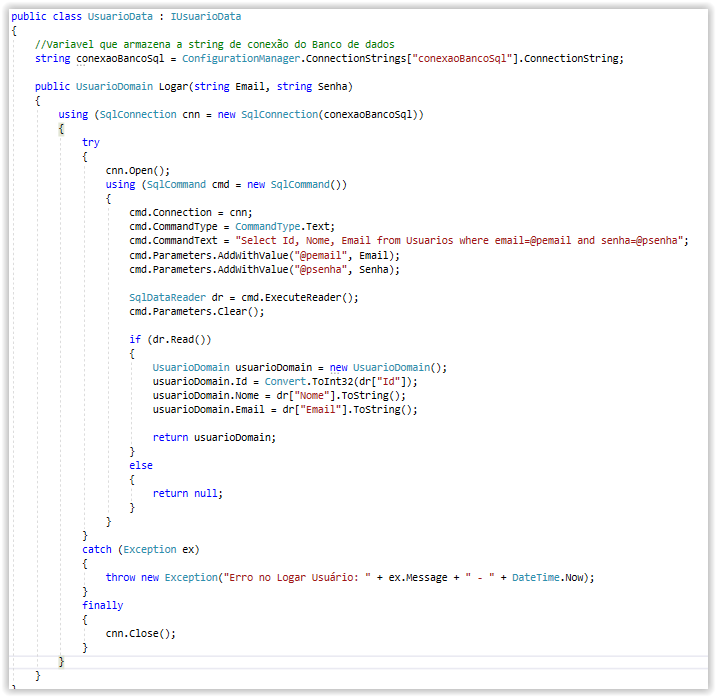 public class UsuarioData : IUsuarioData
{
    //Variavel que armazena a string de conexão do Banco de dados
    string conexaoBancoSql = ConfigurationManager.ConnectionStrings["conexaoBancoSql"].ConnectionString;

    public UsuarioDomain Logar(string Email, string Senha)
    {
        using (SqlConnection cnn = new SqlConnection(conexaoBancoSql))
        {
            try
            {
                cnn.Open();
                using (SqlCommand cmd = new SqlCommand())
                {
                    cmd.Connection = cnn;
                    cmd.CommandType = CommandType.Text;
                    cmd.CommandText = "Select Id, Nome, Email from Usuarios where email=@pemail and senha=@psenha";
                    cmd.Parameters.AddWithValue("@pemail", Email);
                    cmd.Parameters.AddWithValue("@psenha", Senha);

                    SqlDataReader dr = cmd.ExecuteReader();
                    cmd.Parameters.Clear();

                    if (dr.Read())
                    {
                        UsuarioDomain usuarioDomain = new UsuarioDomain();
                        usuarioDomain.Id = Convert.ToInt32(dr["Id"]);
                        usuarioDomain.Nome = dr["Nome"].ToString();
                        usuarioDomain.Email = dr["Email"].ToString();

                        return usuarioDomain;
                    }
                    else
                    {
                        return null;
                    }
                }
            }
            catch (Exception ex)
            {
                throw new Exception("Erro no Logar Usuário: " + ex.Message + " - " + DateTime.Now);
            }
            finally
            {
                cnn.Close();
            }
        }
    }
}